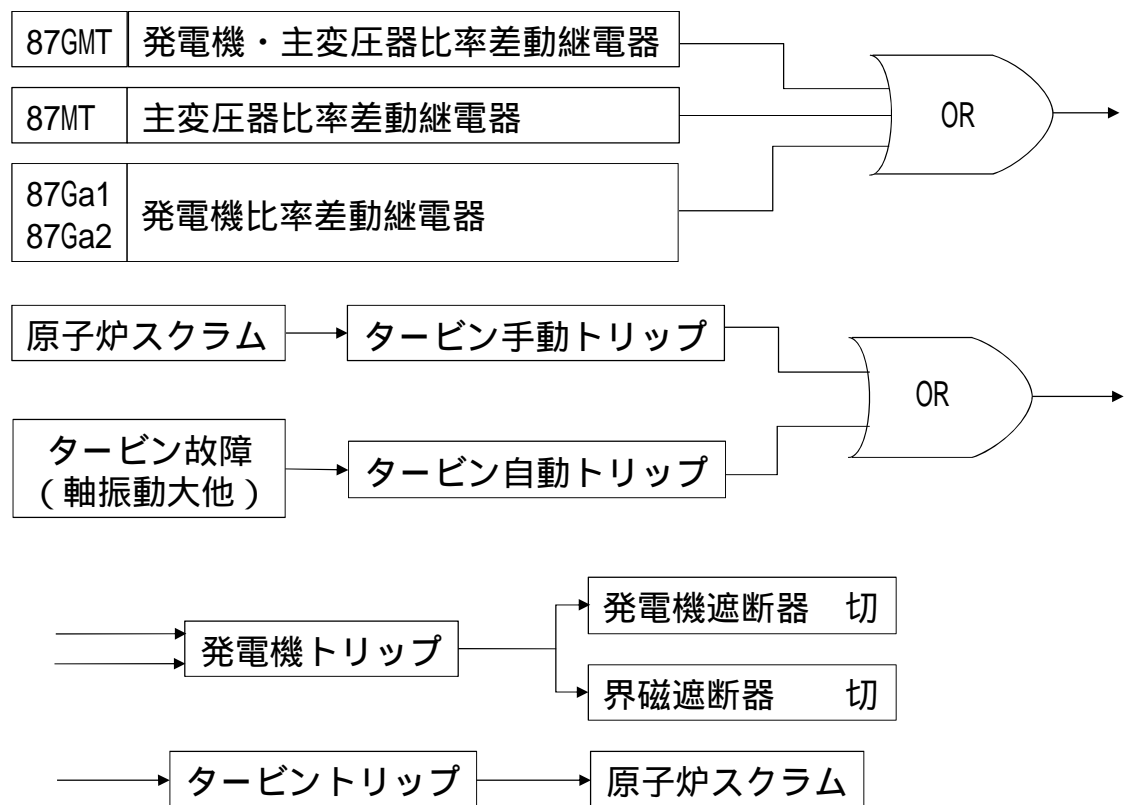 87GMT 発電機・主変圧器比率差動継電器
87MT 主変圧器比率差動継電器
87Ga1
87Ga2
発電機比率差動継電器
OR
原子炉スクラム
タービン手動トリップ
タービン故障
(軸振動大他)
タービン自動トリップ
OR
発電機トリップ
発電機遮断器 切
界磁遮断器 切
タービントリップ
原子炉スクラム